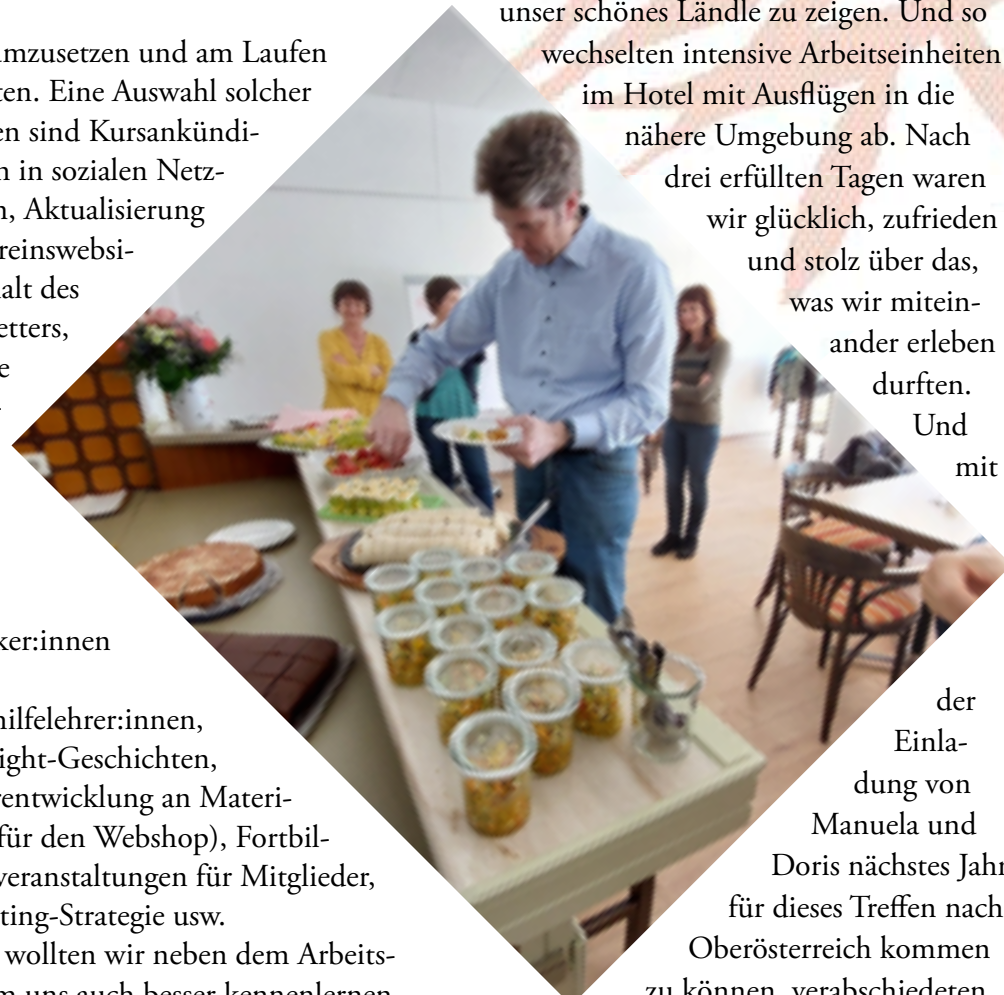 umzusetzen und am Laufen
ten. Eine Auswahl solcher
en sind Kursankündi-
n in sozialen Netz-
n, Aktualisierung
reinswebsi-
alt des
etters,
e
ker:innen
hilfelehrer:innen,
ight-Geschichten,
rentwicklung an Materi-
für den Webshop), Fortbil-
veranstaltungen für Mitglieder,
ting-Strategie usw.
wollten wir neben dem Arbeits-
uns auch besser kennenlernen
unser schönes Ländle zu zeigen. Und so
wechselten intensive Arbeitseinheiten
im Hotel mit Ausflügen in die
nähere Umgebung ab. Nach
drei erfüllten Tagen waren
wir glücklich, zufrieden
und stolz über das,
was wir mitein-
ander erleben
durften.
Und
mit
der
Einla-
dung von
Manuela und
Doris nächstes Jahr
für dieses Treffen nach
Oberösterreich kommen
zu können, verabschiedeten